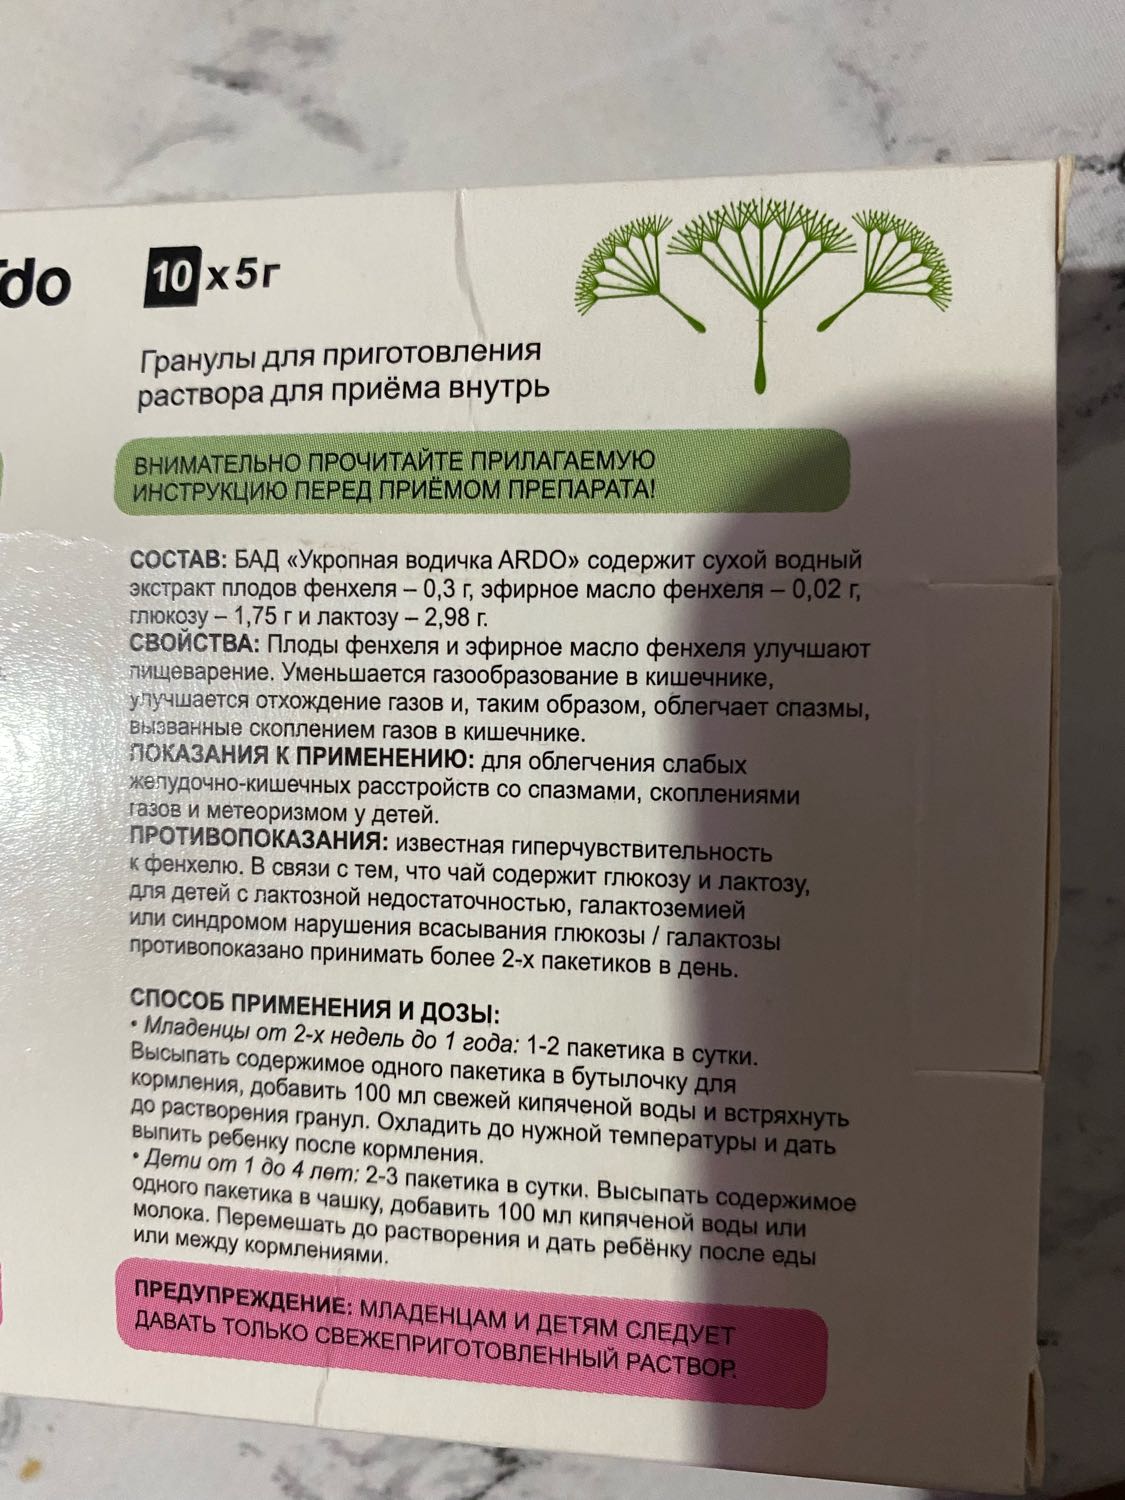 do
10 x 5г
Гранулы для приготовления
раствора для приёма внутрь
ВНИМАТЕЛЬНО ПРОЧИТАЙТЕ ПРИЛАГАЕМУЮ
ИНСТРУКЦИЮ ПЕРЕД ПРИЁМОМ ПРЕПАРАТА!
СОСТАВ: БАД «Укропная водичка ARDO» содержит сухой водный
экстракт плодов фенхеля – 0,3 г, эфирное масло фенхеля – 0,02 г,
глюкозу – 1,75 г и лактозу – 2,98 г.
СВОЙСТВА: Плоды фенхеля и эфирное масло фенхеля улучшают
пищеварение. Уменьшается газообразование в кишечнике,
улучшается отхождение газов и, таким образом, облегчает спазмы,
вызванные скоплением газов в кишечнике.
ПОКАЗАНИЯ К ПРИМЕНЕНИЮ: для облегчения слабых
желудочно-кишечных расстройств со спазмами, скоплениями
газов и метеоризмом у детей.
ПРОТИВОПОКАЗАНИЯ: известная гиперчувствительность
к фенхелю. В связи с тем, что чай содержит глюкозу и лактозу,
для детей с лактозной недостаточностью, галактоземией
или синдромом нарушения всасывания глюкозы / галактозы
противопоказано принимать более 2-х пакетиков в день.
СПОСОБ ПРИМЕНЕНИЯ И ДОЗЫ:
• Младенцы от 2-х недель до 1 года: 1-2 пакетика в сутки.
Высыпать содержимое одного пакетика в бутылочку для
кормления, добавить 100 мл свежей кипяченой воды и встряхнуть
до растворения гранул. Охладить до нужной температуры и дать
выпить ребенку после кормления.
• Дети от 1 до 4 лет: 2-3 пакетика в сутки. Высыпать содержимое
одного пакетика в чашку, добавить 100 мл кипяченой воды или
молока. Перемешать до растворения и дать ребёнку после еды
или между кормлениями.
ПРЕДУПРЕЖДЕНИЕ: МЛАДЕНЦАМ И ДЕТЯМ СЛЕДУЕТ
ДАВАТЬ ТОЛЬКО СВЕЖЕПРИГОТОВЛЕННЫЙ РАСТВОР.